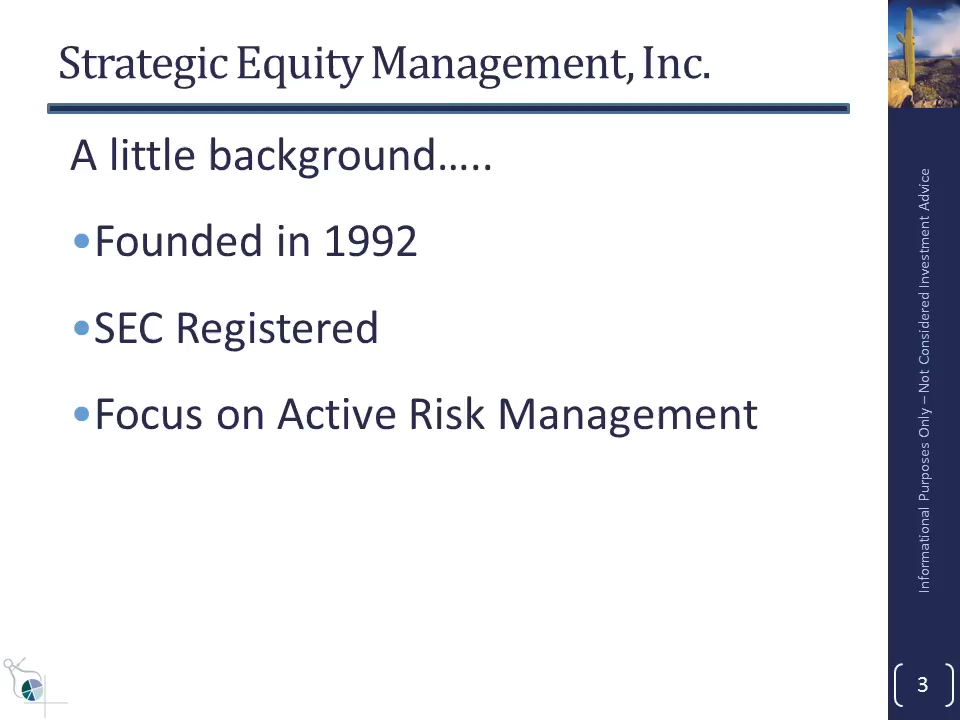 Strategic Equity Management, Inc.
A little background…..
•Founded in 1992
•SEC Registered
•Focus on Active Risk Management
Informational Purposes Only – Not Considered Investment Advice
3